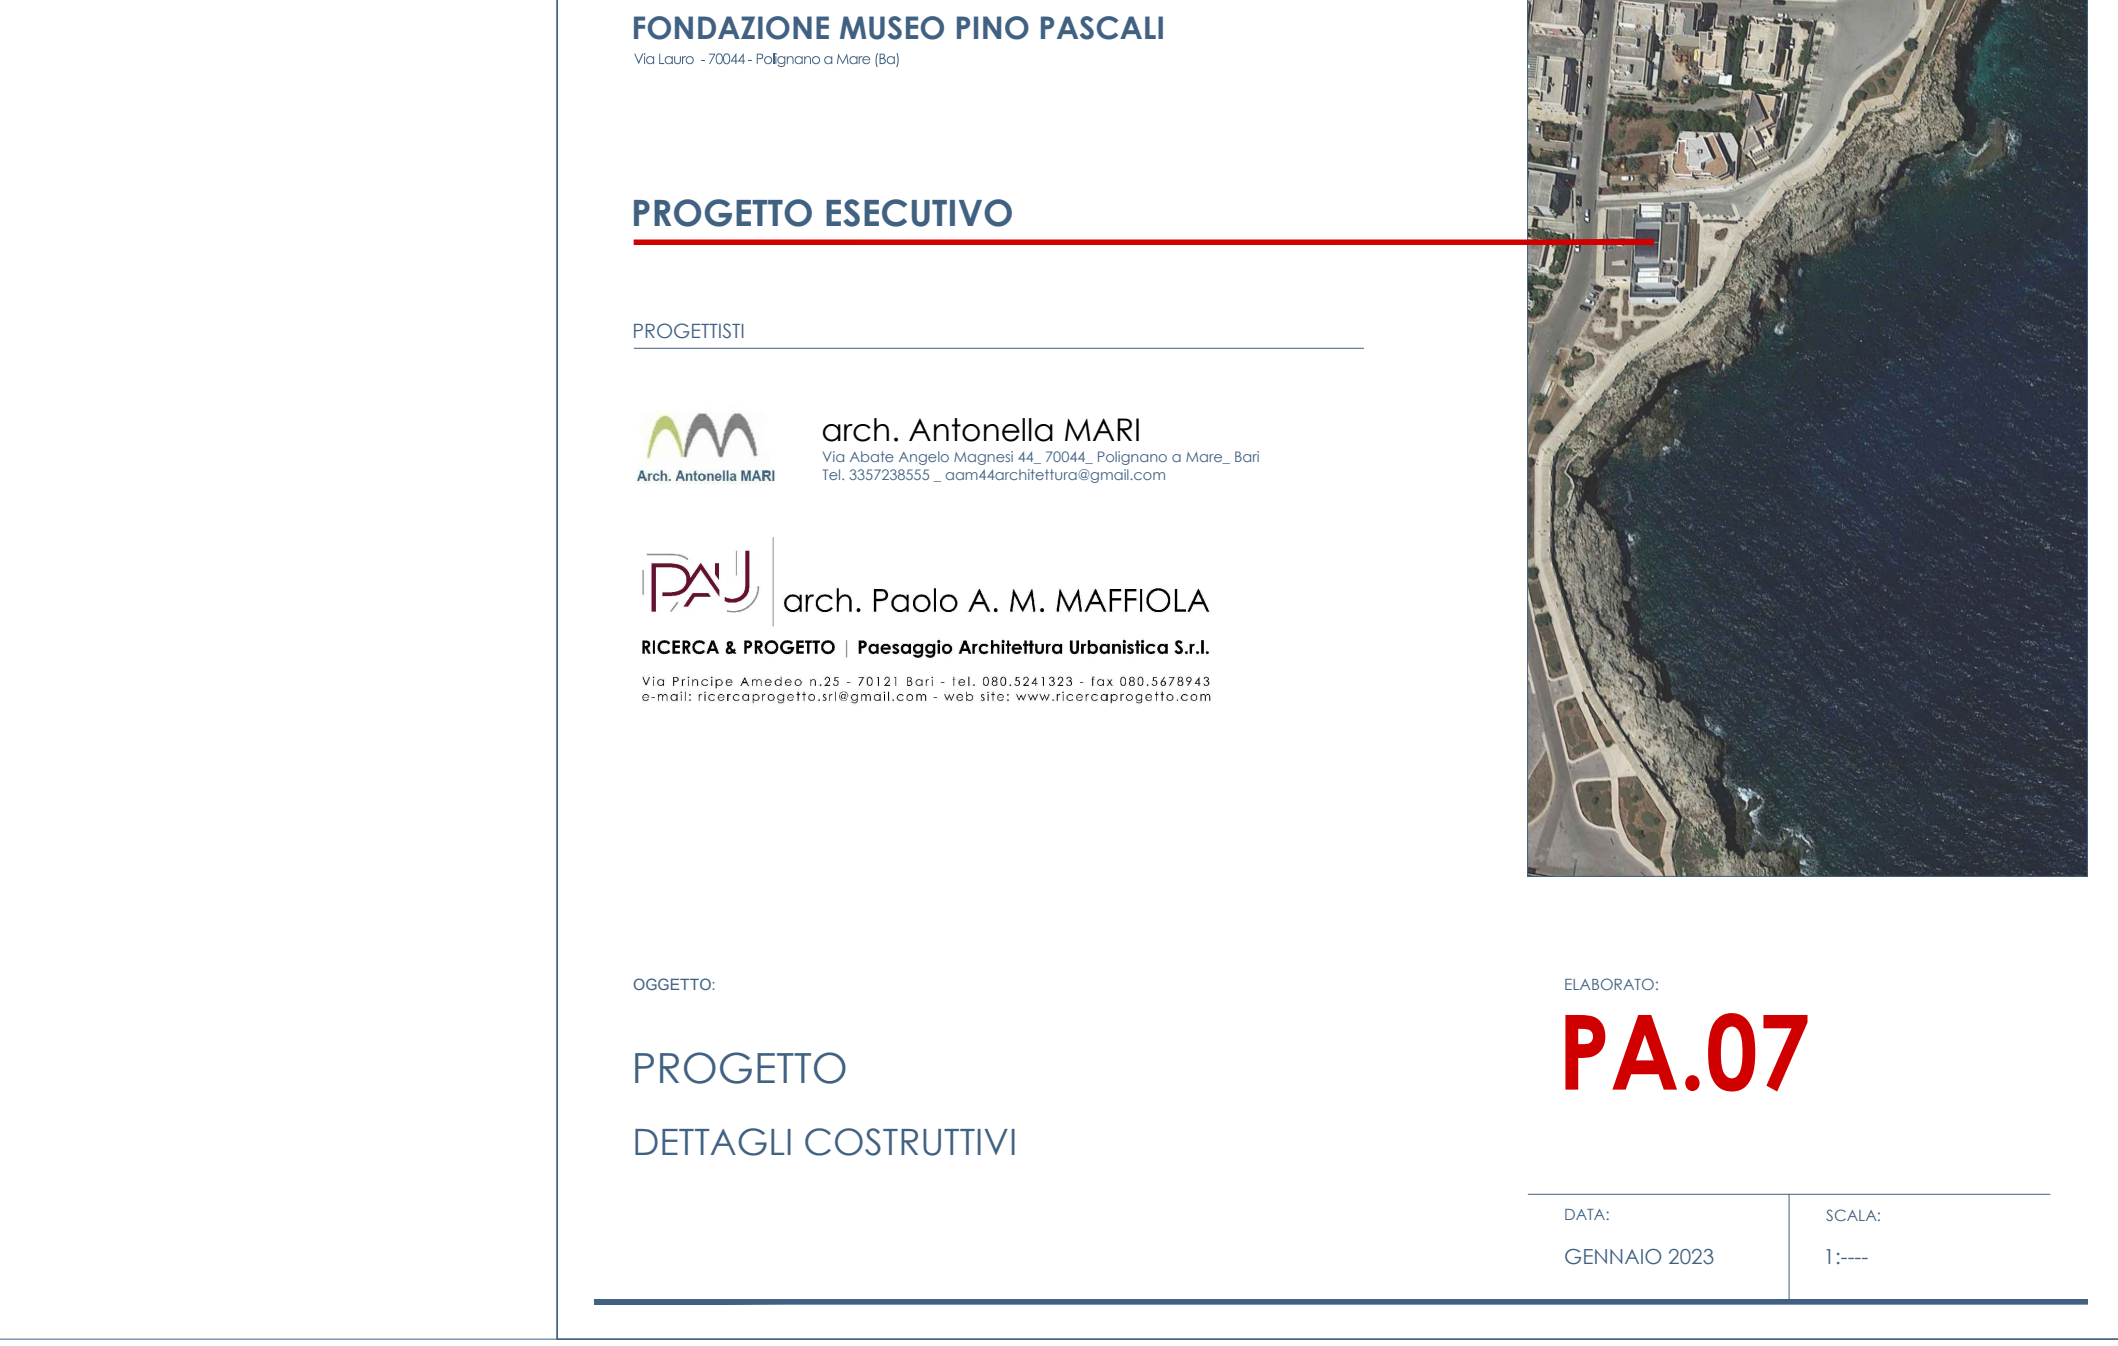 FONDAZIONE MUSEO PINO PASCALI
Via Lauro - 70044 - Polignano a Mare (Ba)
PROGETTO ESECUTIVO
PROGETTISTI
Arch. Antonella MARI
arch. Antonella MARI
Via Abate Angelo Magnesi 44_ 70044_ Polignano a Mare_ Bari
Tel. 3357238555 _ aam44architettura@gmail.com
PAU
arch. Paolo A. M. MAFFIOLA
RICERCA & PROGETTO | Paesaggio Architettura Urbanistica S.r.l.
Via Principe Amedeo n.25 - 70121 Bari - tel. 080.5241323 - fax 080.5678943
e-mail: ricercaprogetto.srl@gmail.com - web site: www.ricercaprogetto.com
OGGETTO:
PROGETTO
DETTAGLI COSTRUTTIVI
ELABORATO:
PA.07
DATA:
GENNAIO 2023
SCALA:
1:----